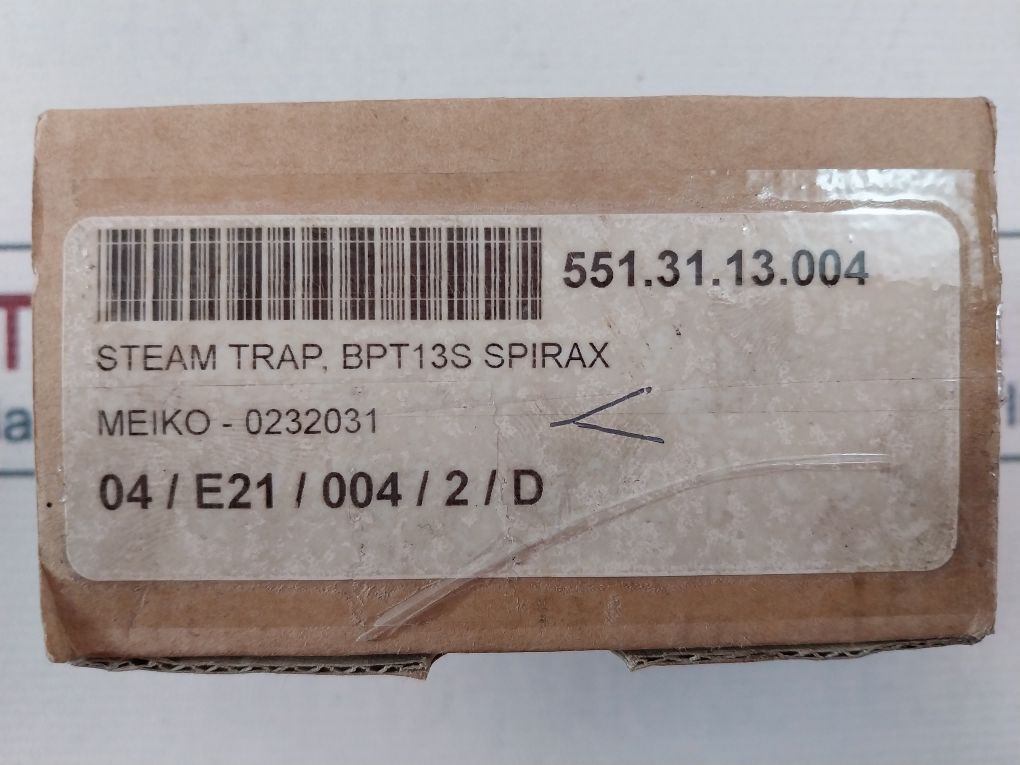 551.31.13.004
STEAM TRAP, BPT13S SPIRAX
MEIKO - 0232031
04 / E21 / 004 / 2 / D